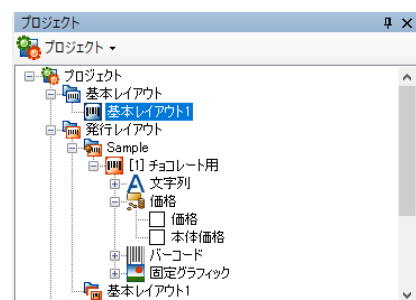 プロジェクト
プロジェクト
プロジェクト
基本レイアウト
基本レイアウト1
発行レイアウト
Sample
[1] チョコレート用
文字列
価格
価格
本体価格
バーコード
固定グラフィック
基本レイアウト1